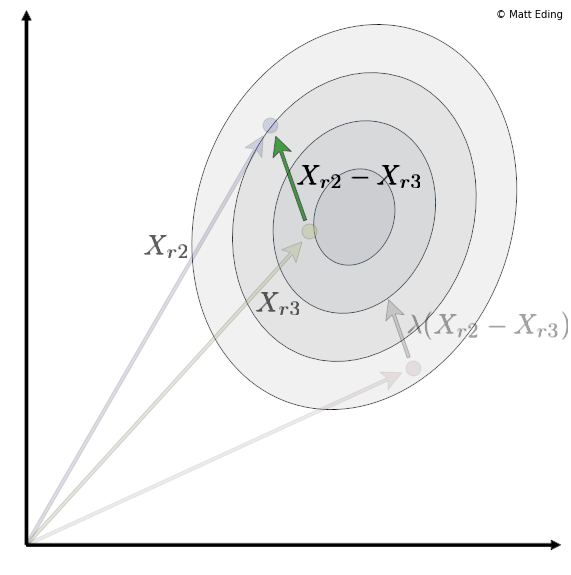 © Matt Eding
X_{r2} − X_{r3}
X_{r2}
X_{r3}
λ(X_{r2} − X_{r3})